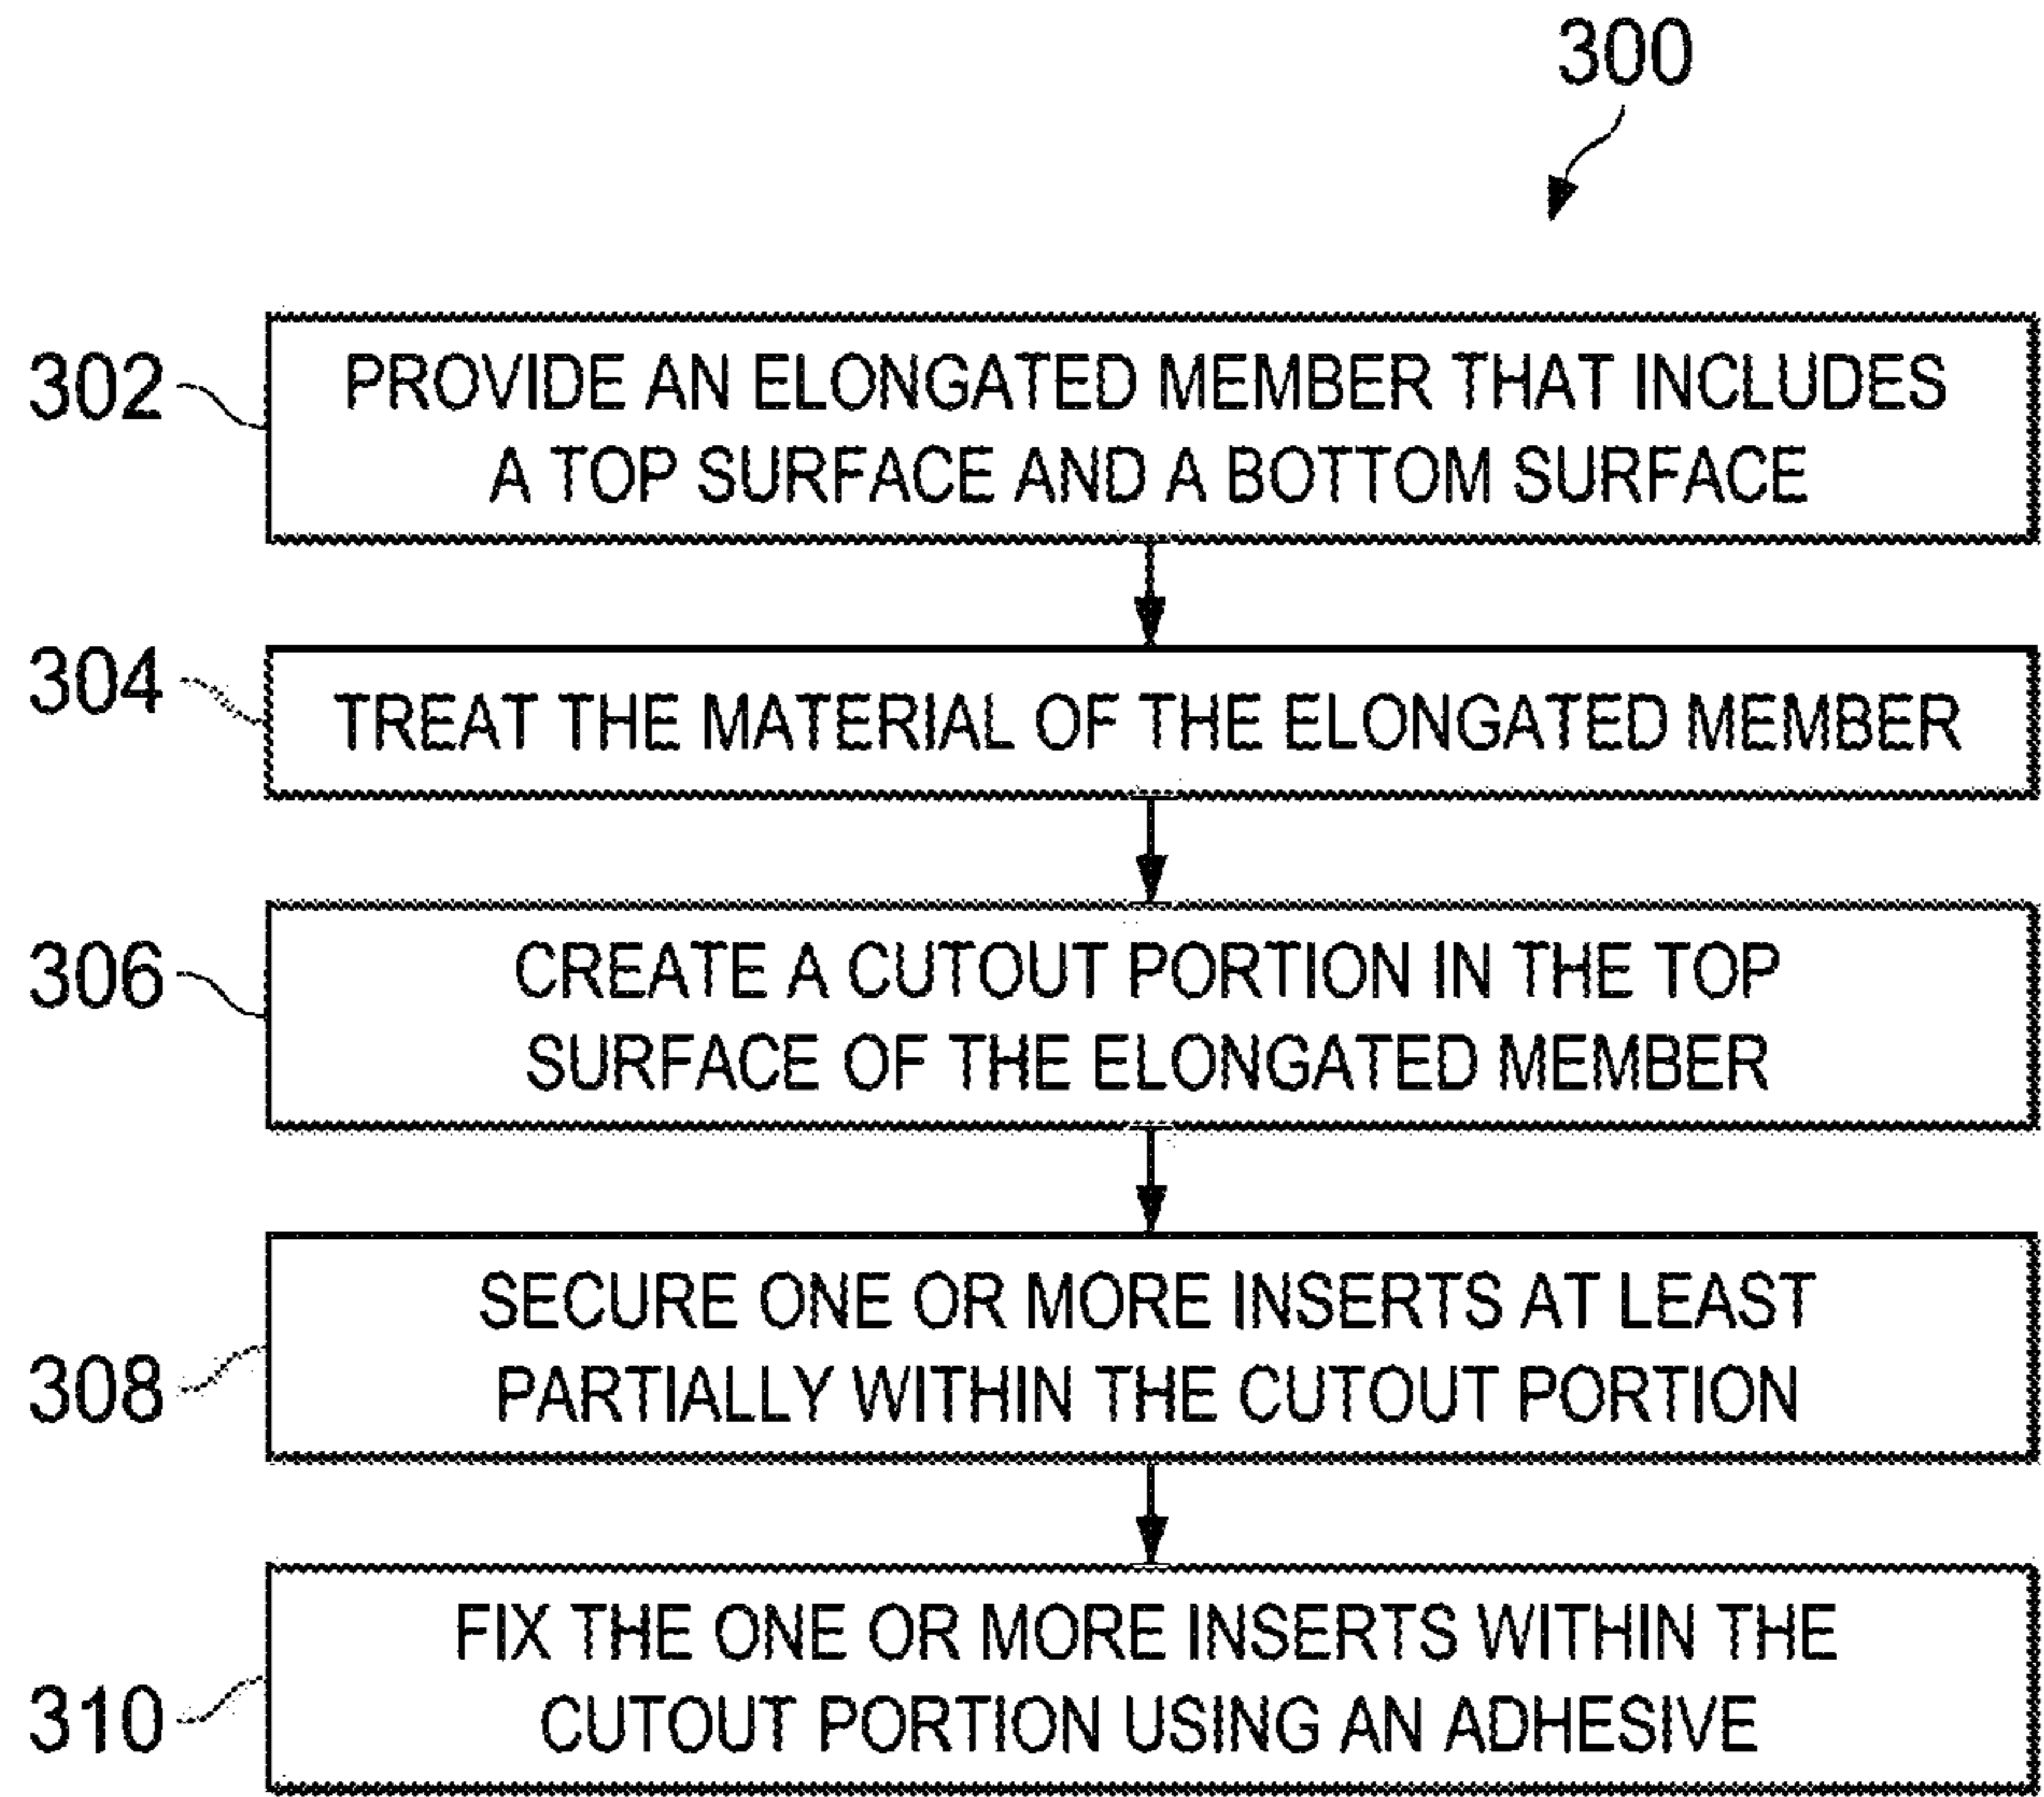 300
302
PROVIDE AN ELONGATED MEMBER THAT INCLUDES
A TOP SURFACE AND A BOTTOM SURFACE
304
TREAT THE MATERIAL OF THE ELONGATED MEMBER
306
CREATE A CUTOUT PORTION IN THE TOP
SURFACE OF THE ELONGATED MEMBER
308
SECURE ONE OR MORE INSERTS AT LEAST
PARTIALLY WITHIN THE CUTOUT PORTION
310
FIX THE ONE OR MORE INSERTS WITHIN THE
CUTOUT PORTION USING AN ADHESIVE